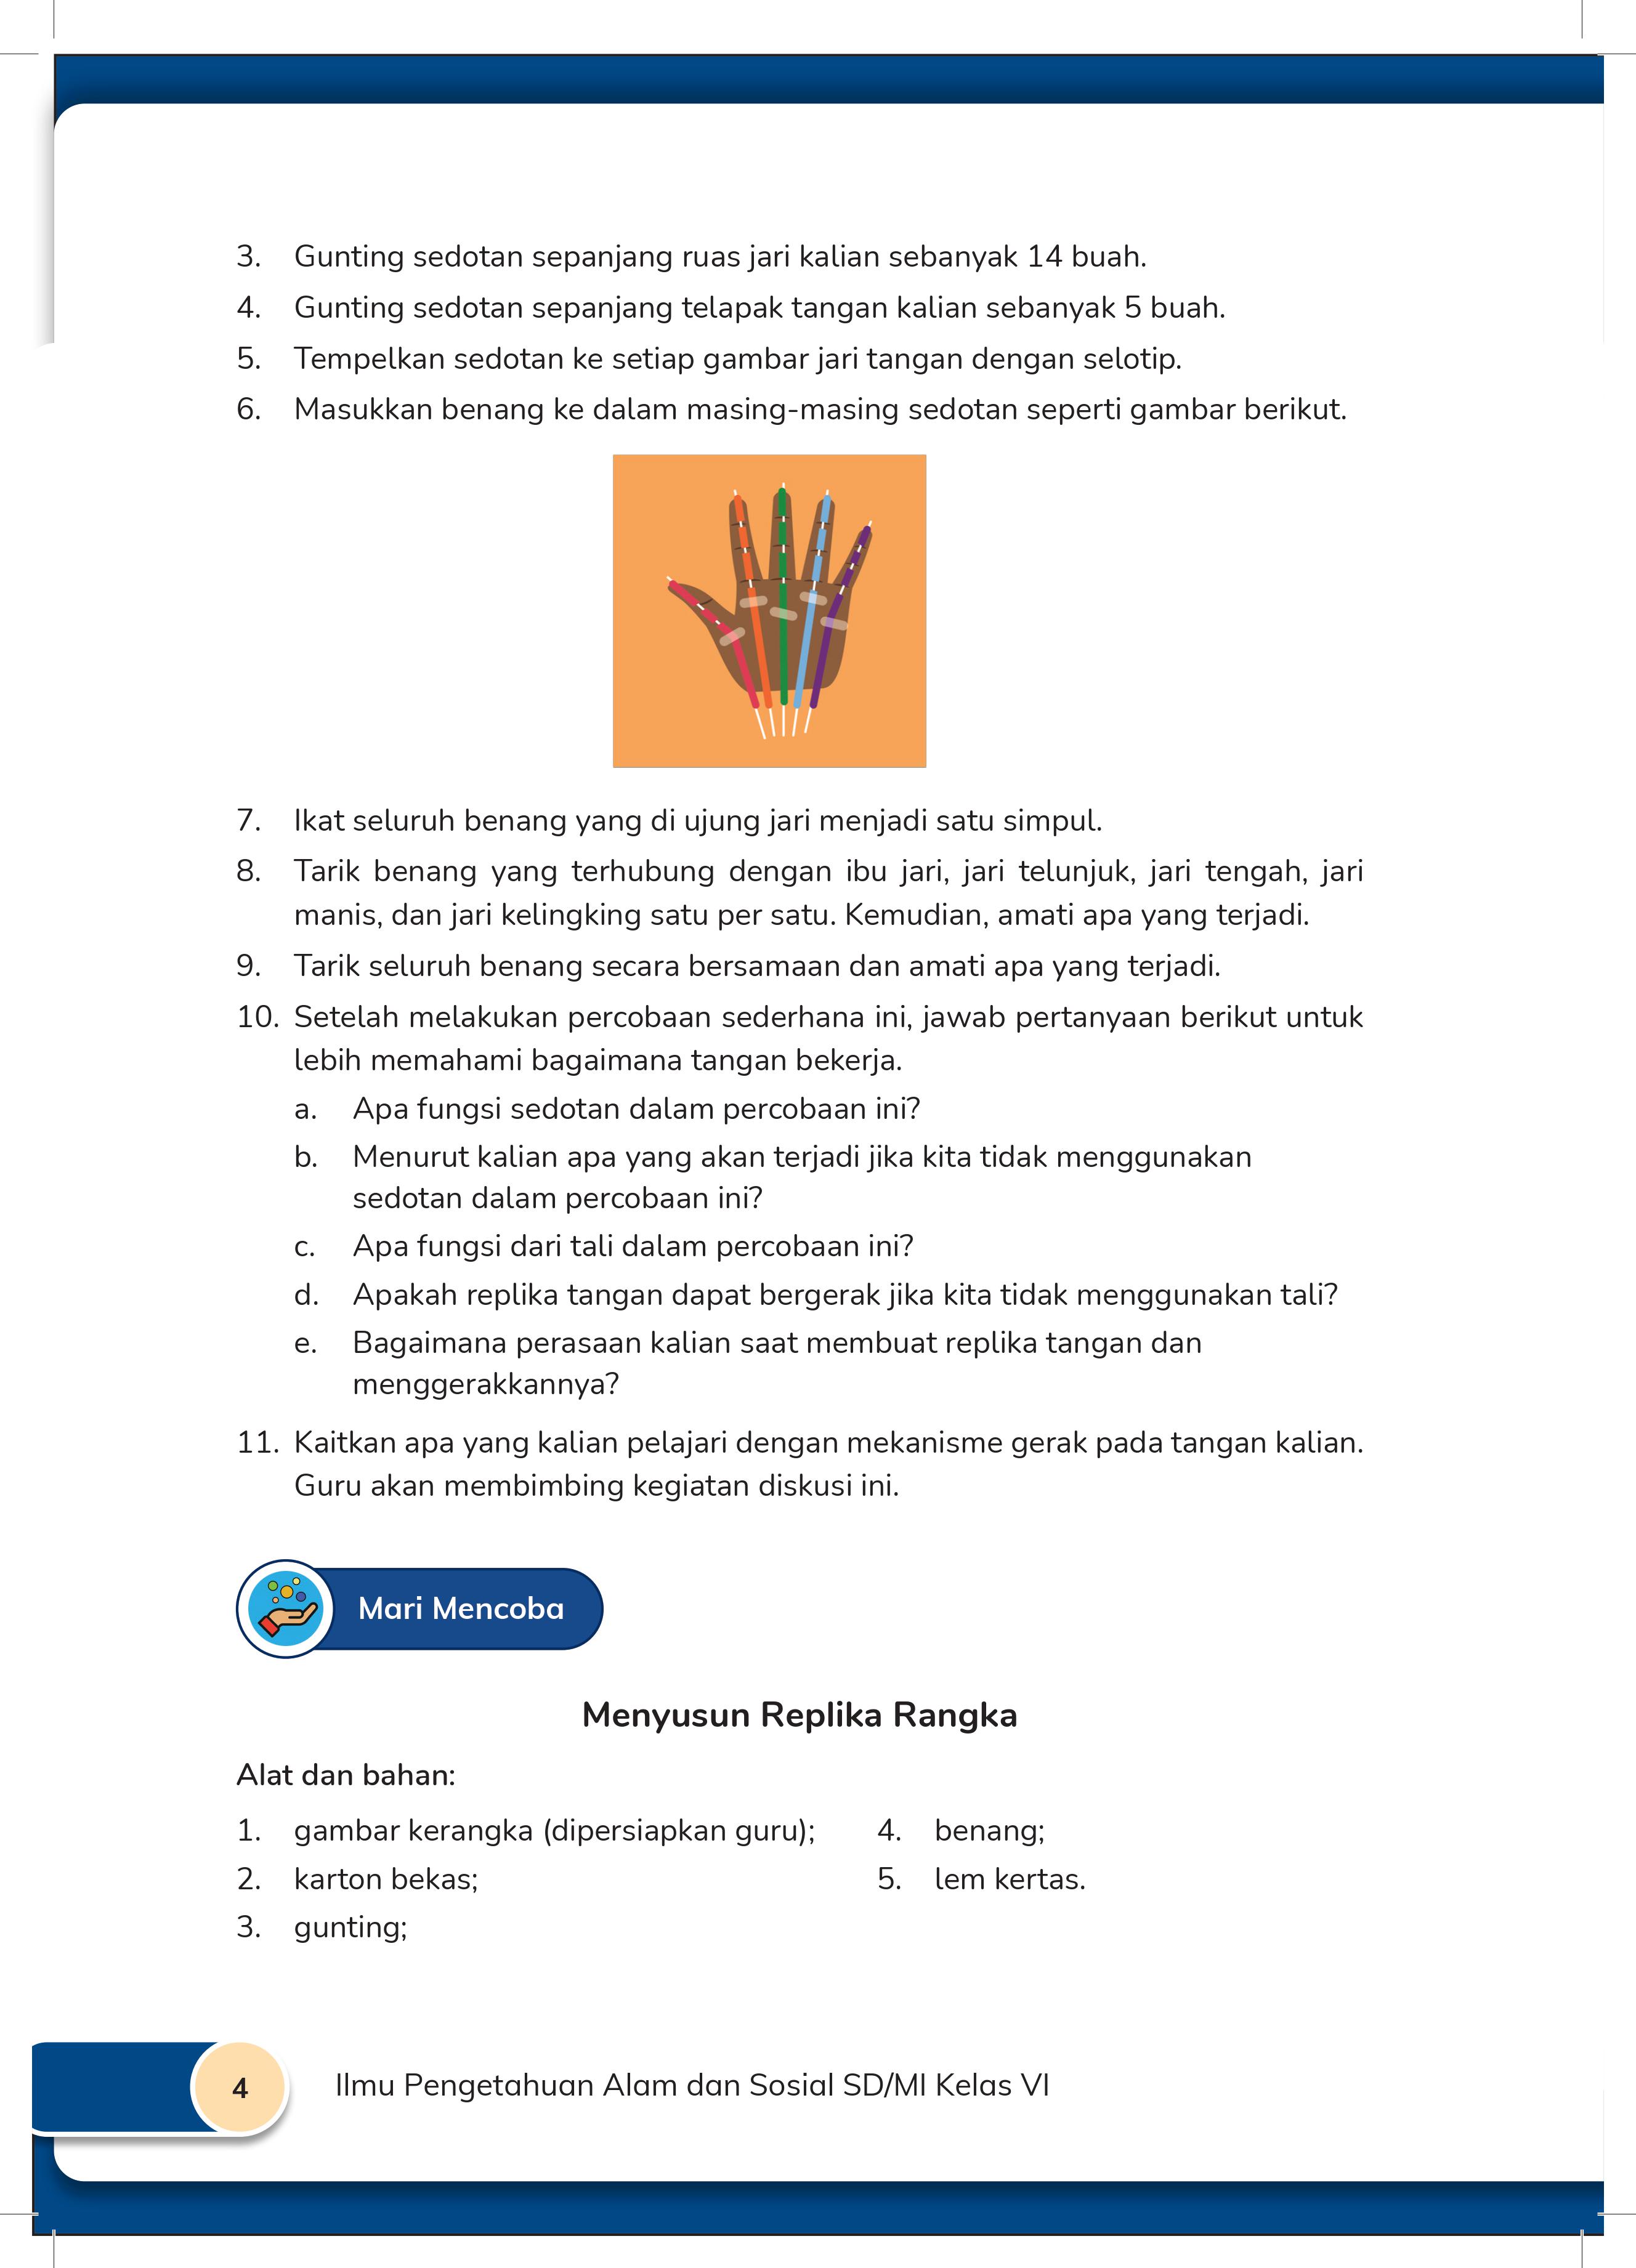 3. Gunting sedotan sepanjang ruas jari kalian sebanyak 14 buah.
4. Gunting sedotan sepanjang telapak tangan kalian sebanyak 5 buah.
5. Tempelkan sedotan ke setiap gambar jari tangan dengan selotip.
6. Masukkan benang ke dalam masing-masing sedotan seperti gambar berikut.
7. Ikat seluruh benang yang di ujung jari menjadi satu simpul.
8. Tarik benang yang terhubung dengan ibu jari, jari telunjuk, jari tengah, jari
manis, dan jari kelingking satu per satu. Kemudian, amati apa yang terjadi.
9. Tarik seluruh benang secara bersamaan dan amati apa yang terjadi.
10. Setelah melakukan percobaan sederhana ini, jawab pertanyaan berikut untuk
lebih memahami bagaimana tangan bekerja.
a. Apa fungsi sedotan dalam percobaan ini?
b. Menurut kalian apa yang akan terjadi jika kita tidak menggunakan
sedotan dalam percobaan ini?
c. Apa fungsi dari tali dalam percobaan ini?
d. Apakah replika tangan dapat bergerak jika kita tidak menggunakan tali?
e. Bagaimana perasaan kalian saat membuat replika tangan dan
menggerakkannya?
11. Kaitkan apa yang kalian pelajari dengan mekanisme gerak pada tangan kalian.
Guru akan membimbing kegiatan diskusi ini.
Mari Mencoba
Menyusun Replika Rangka
Alat dan bahan:
1. gambar kerangka (dipersiapkan guru);
2. karton bekas;
3. gunting;
4. benang;
5. lem kertas.
4
Ilmu Pengetahuan Alam dan Sosial SD/MI Kelas VI